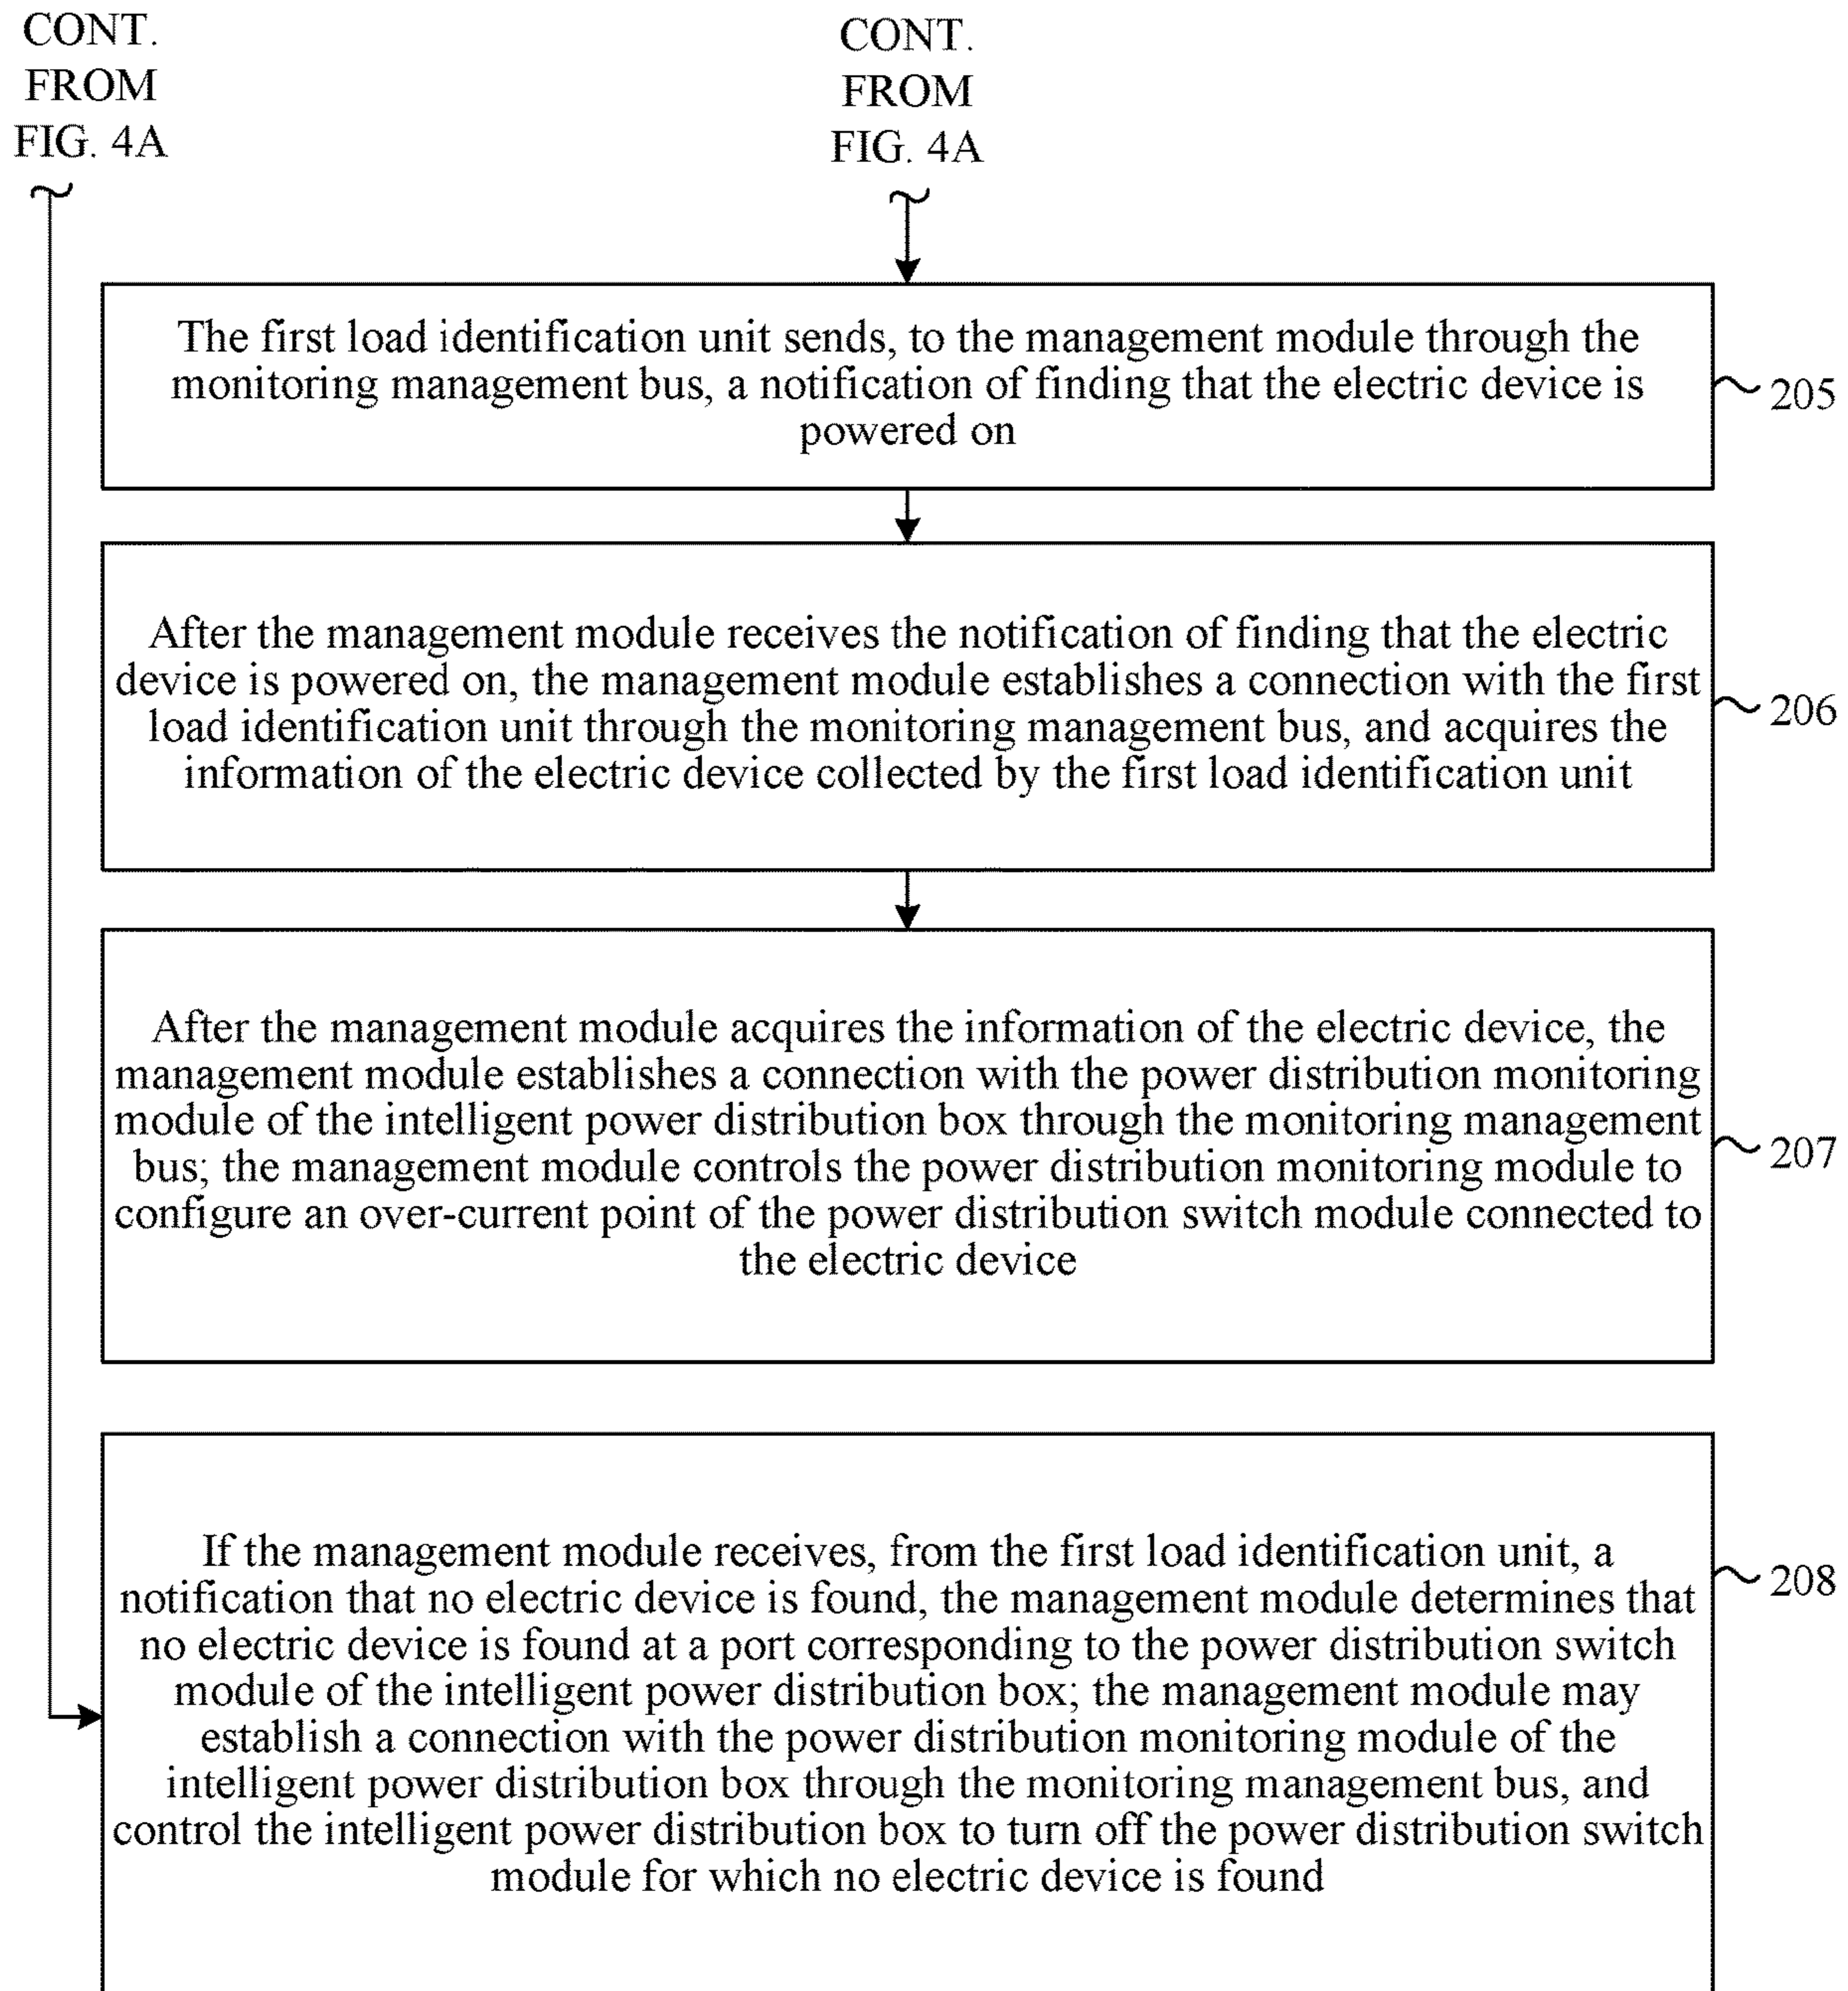 CONT.
FROM
FIG. 4A
CONT.
FROM
FIG. 4A
The first load identification unit sends, to the management module through the
monitoring management bus, a notification of finding that the electric device is
powered on
205
After the management module receives the notification of finding that the electric
device is powered on, the management module establishes a connection with the first
load identification unit through the monitoring management bus, and acquires the
information of the electric device collected by the first load identification unit
206
After the management module acquires the information of the electric device, the
management module establishes a connection with the power distribution monitoring
module of the intelligent power distribution box through the monitoring management
bus; the management module controls the power distribution monitoring module to
configure an over-current point of the power distribution switch module connected to
the electric device
207
If the management module receives, from the first load identification unit, a
notification that no electric device is found, the management module determines that
no electric device is found at a port corresponding to the power distribution switch
module of the intelligent power distribution box; the management module may
establish a connection with the power distribution monitoring module of the
intelligent power distribution box through the monitoring management bus, and
control the intelligent power distribution box to turn off the power distribution switch
module for which no electric device is found
208